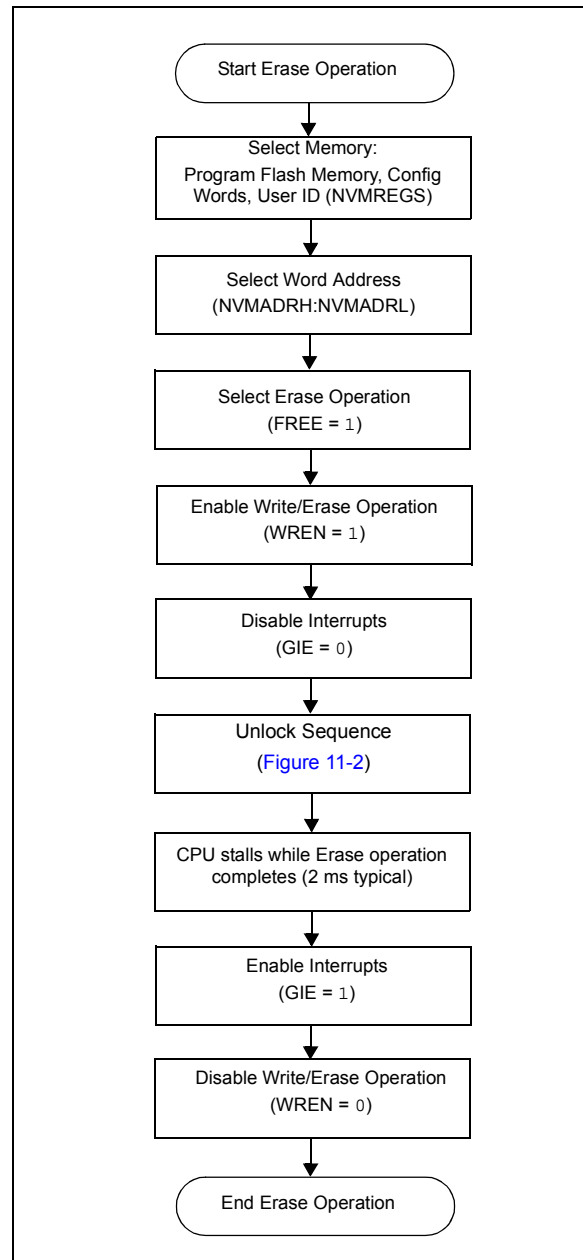 Start Erase Operation
Select Memory:
Program Flash Memory, Config
Words, User ID (NVMREGS)
Select Word Address
(NVMADRH:NVMADRL)
Select Erase Operation
(FREE = 1)
Enable Write/Erase Operation
(WREN = 1)
Disable Interrupts
(GIE = 0)
Unlock Sequence
(Figure 11-2)
CPU stalls while Erase operation
completes (2 ms typical)
Enable Interrupts
(GIE = 1)
Disable Write/Erase Operation
(WREN = 0)
End Erase Operation